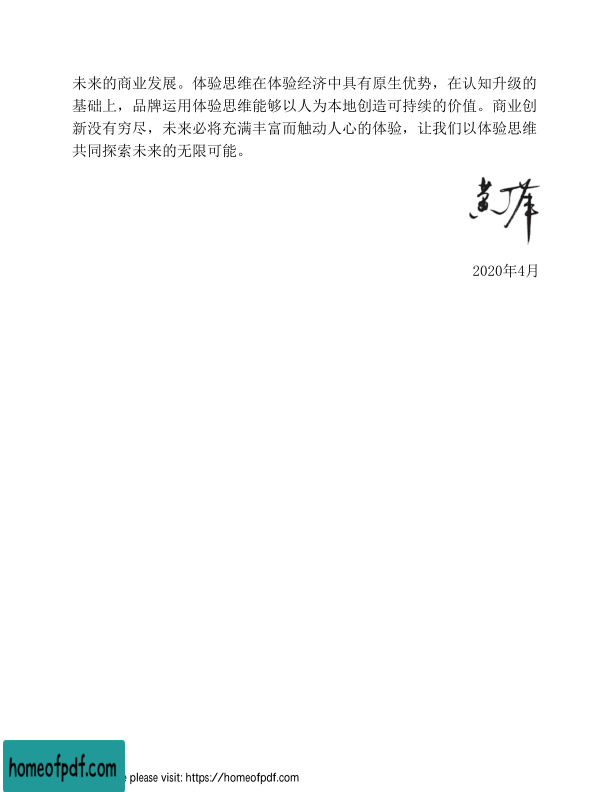 未来的商业发展。体验思维在体验经济中具有原生优势，在认知升级的
基础上，品牌运用体验思维能够以人为本地创造可持续的价值。商业创
新没有穷尽，未来必将充满丰富而触动人心的体验，让我们以体验思维
共同探索未来的无限可能。
2020年4月
homeofpdf.com
e please visit: https://homeofpdf.com